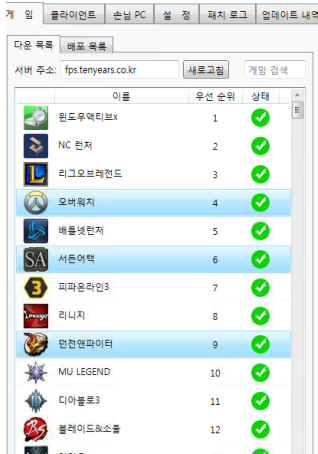 게 임 클라이언트 손님 PC 설 정 패치 로그 업데이트 내역
다운 목록 배포 목록
서버 주소: fps.tenyears.co.kr 새로고침 게임 검색
이름 우선 순위 상태
윈도우액티브x 1
NC 런처 2
리그오브레전드 3
오버워치 4
배틀넷런처 5
SA 서든어택 6
3 피파온라인3 7
Lineage 리니지 8
던전앤파이터 9
MU LEGEND 10
디아블로3 11
BS 블레이드&소울 12